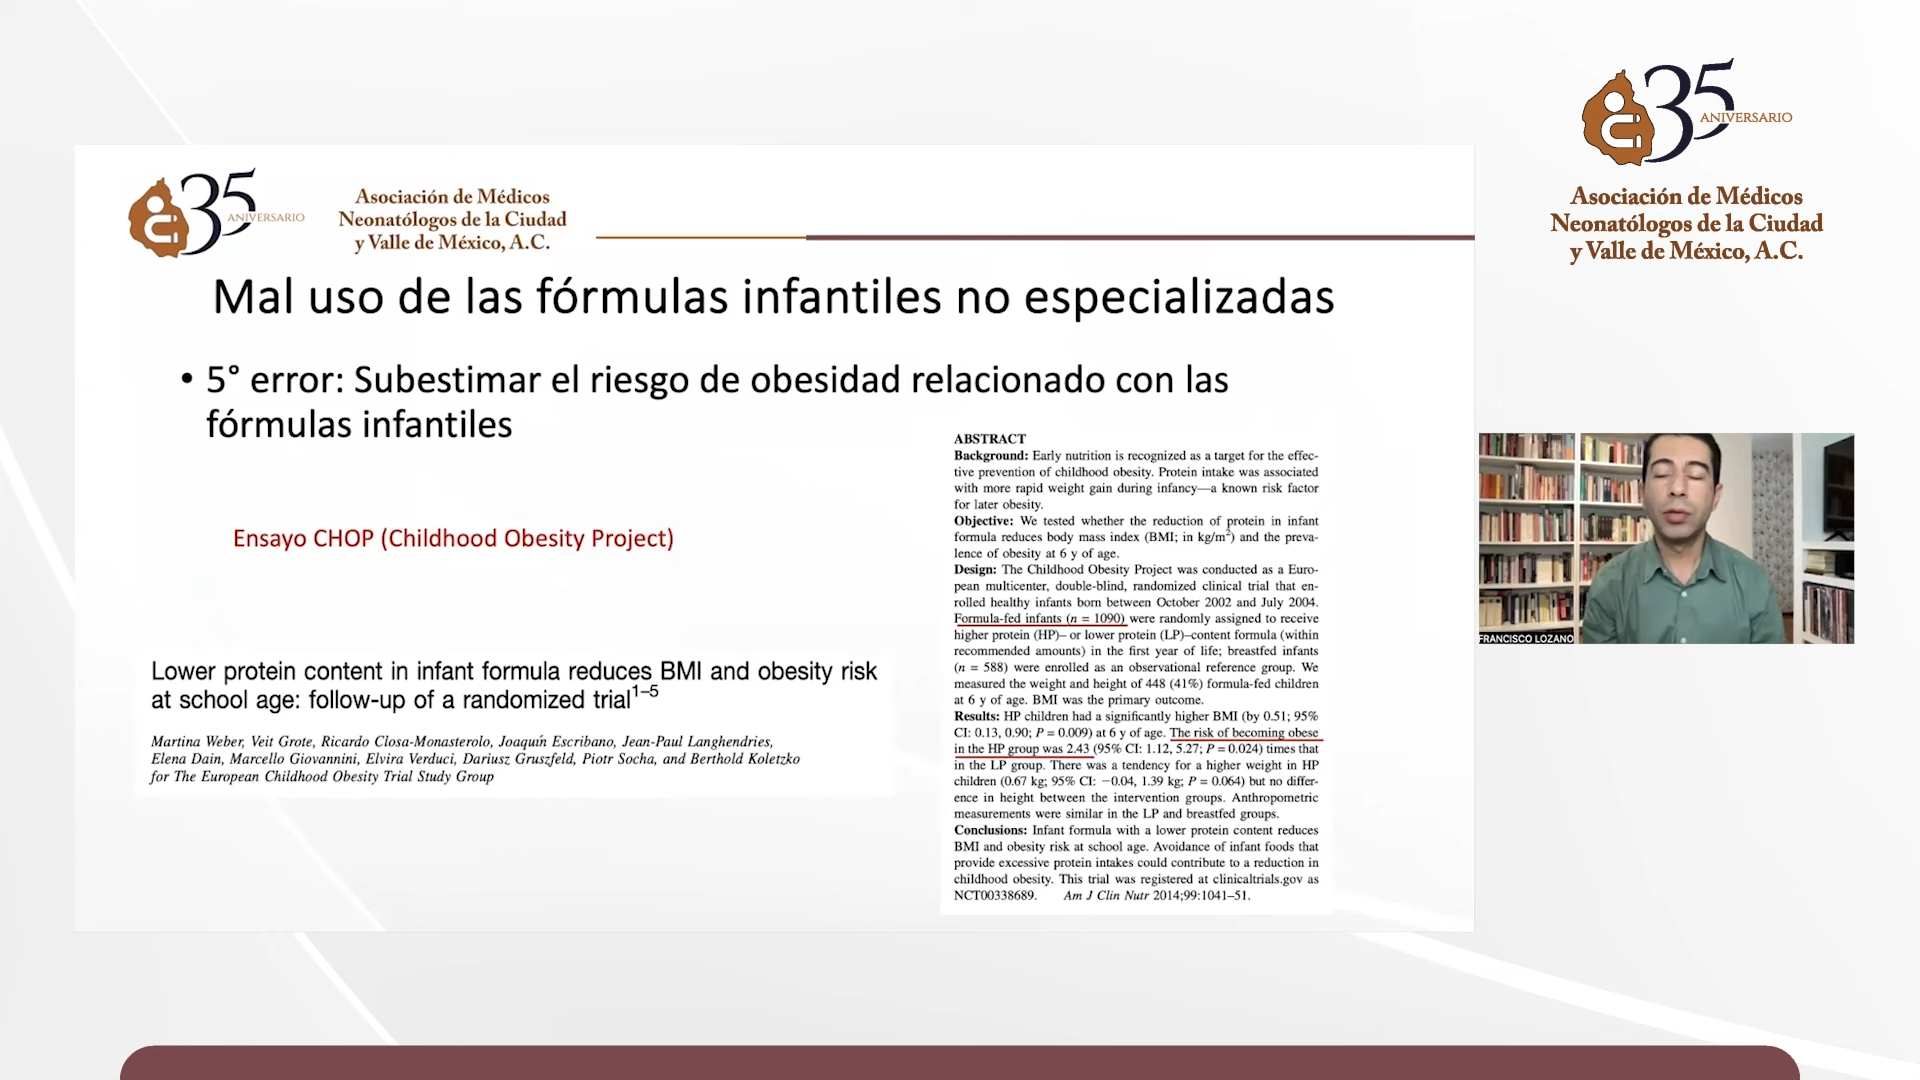 35
ANIVERSARIO
Asociación de Médicos
Neonatólogos de la Ciudad
y Valle de México, A.C.
35
ANIVERSARIO
Asociación de Médicos
Neonatólogos de la Ciudad
y Valle de México, A.C.
Mal uso de las fórmulas infantiles no especializadas
• 5° error: Subestimar el riesgo de obesidad relacionado con las
fórmulas infantiles
Ensayo CHOP (Childhood Obesity Project)
Lower protein content in infant formula reduces BMI and obesity risk
at school age: follow-up of a randomized trial1–5
Martina Weber, Veit Grote, Ricardo Closa-Monasterolo, Joaquín Escribano, Jean-Paul Langhendries,
Elena Dain, Marcello Giovannini, Elvira Verduci, Dariusz Gruszfeld, Piotr Socha, and Berthold Koletzko
for The European Childhood Obesity Trial Study Group
ABSTRACT
Background: Early nutrition is recognized as a target for the effec-
tive prevention of childhood obesity. Protein intake was associated
with more rapid weight gain during infancy—a known risk factor
for later obesity.
Objective: We tested whether the reduction of protein in infant
formula reduces body mass index (BMI; in kg/m2) and the preva-
lence of obesity at 6 y of age.
Design: The Childhood Obesity Project was conducted as a Euro-
pean multicenter, double-blind, randomized clinical trial that en-
rolled healthy infants born between October 2002 and July 2004.
Formula-fed infants (n = 1090) were randomly assigned to receive
higher protein (HP)– or lower protein (LP)–content formula (within
recommended amounts) in the first year of life; breastfed infants
(n = 588) were enrolled as an observational reference group. We
measured the weight and height of 448 (41%) formula-fed children
at 6 y of age. BMI was the primary outcome.
Results: HP children had a significantly higher BMI (by 0.51; 95%
CI: 0.13, 0.90; P = 0.009) at 6 y of age. The risk of becoming obese
in the HP group was 2.43 (95% CI: 1.12, 5.27; P = 0.024) times that
in the LP group. There was a tendency for a higher weight in HP
children (0.67 kg; 95% CI: −0.04, 1.39 kg; P = 0.064) but no differ-
ence in height between the intervention groups. Anthropometric
measurements were similar in the LP and breastfed groups.
Conclusions: Infant formula with a lower protein content reduces
BMI and obesity risk at school age. Avoidance of infant foods that
provide excessive protein intakes could contribute to a reduction in
childhood obesity. This trial was registered at clinicaltrials.gov as
NCT00338689. Am J Clin Nutr 2014;99:1041–51.
FRANCISCO LOZANO